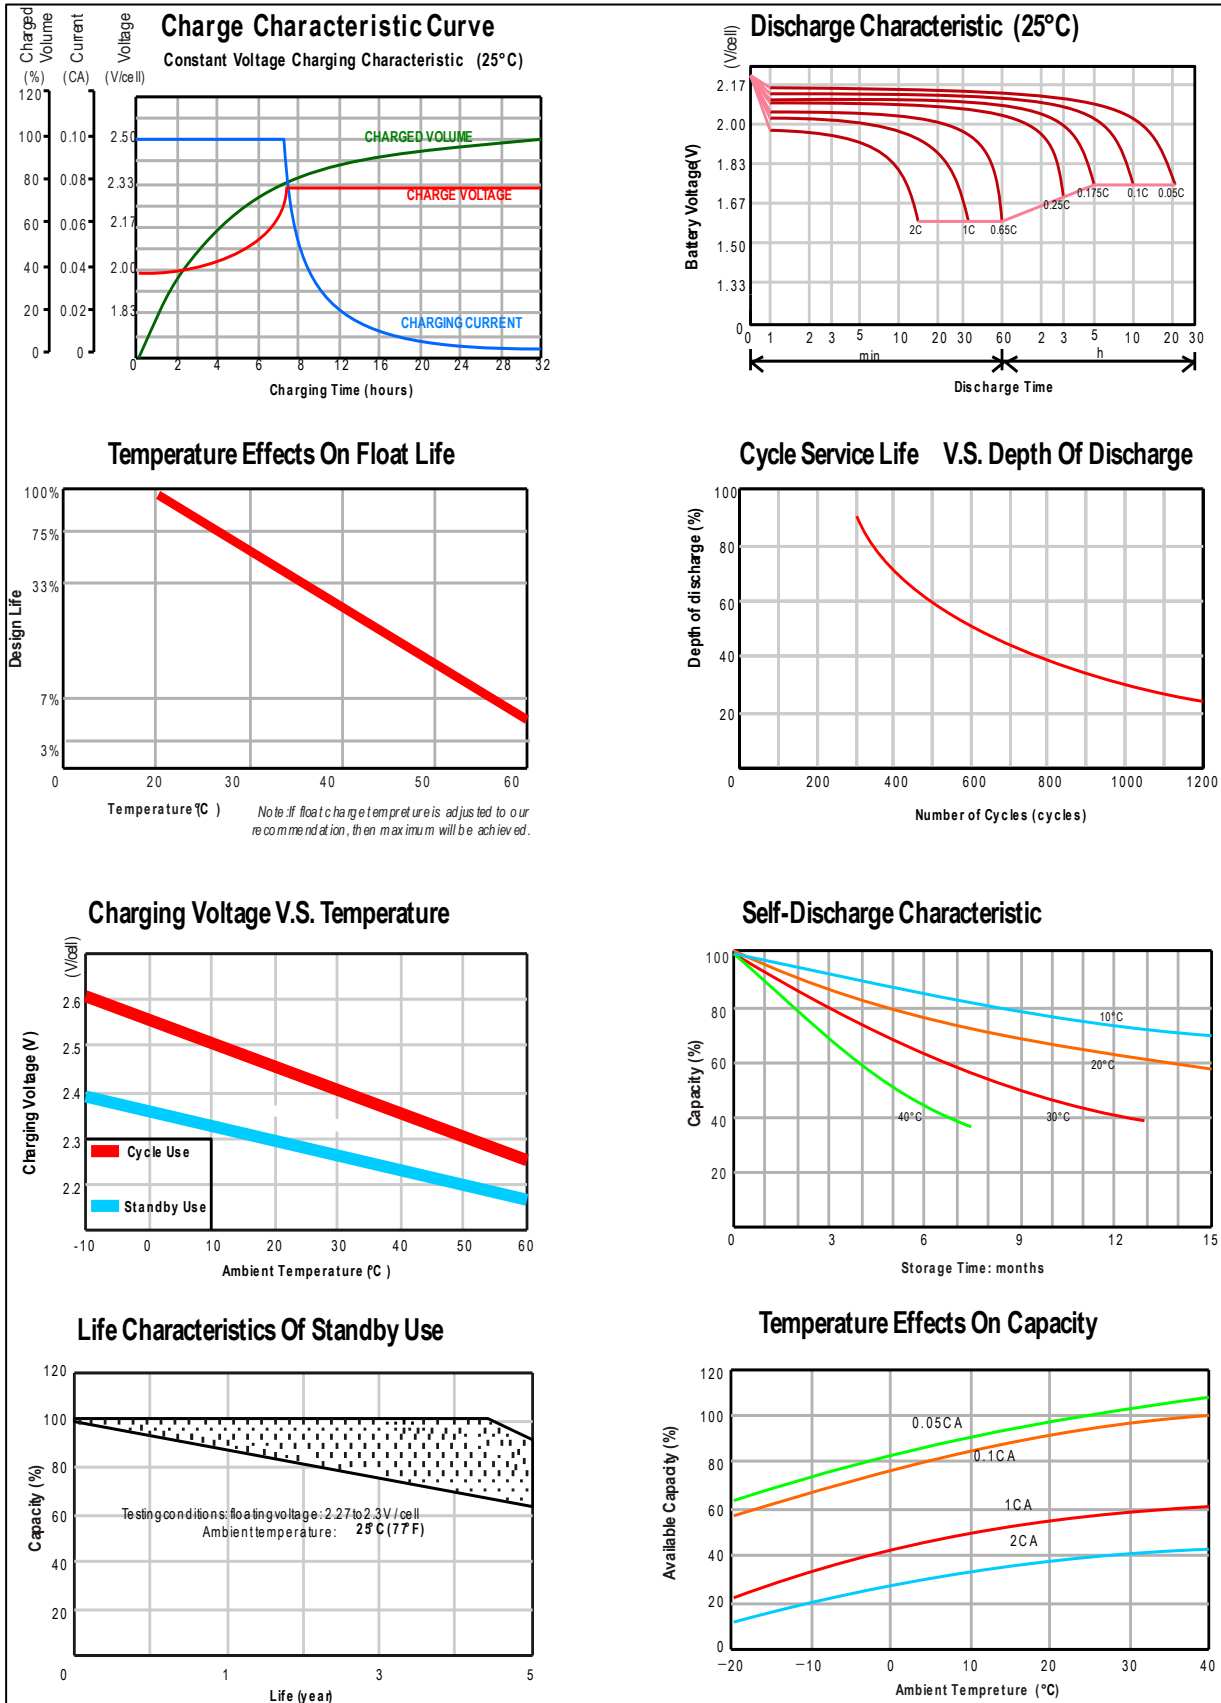 Charge Characteristic Curve
Constant Voltage Charging Characteristic (25°C)
Charged Volume
Current
Voltage
(%)
(CA)
(V/cell)
120
100
80
60
40
20
0
0.10
0.08
0.06
0.04
0.02
0
2.50
2.33
2.17
2.00
1.83
CHARGED VOLUME
CHARGE VOLTAGE
CHARGING CURRENT
0 2 4 6 8 12 16 20 24 28 32
Charging Time (hours)
Discharge Characteristic (25°C)
(V/cell)
Battery Voltage(V)
2.17
2.00
1.83
1.67
1.50
1.33
0
2C 1C 0.65C 0.25C 0.175C 0.1C 0.05C
0 1 2 3 5 10 20 30 60 2 3 5 10 20 30
min h
Discharge Time
Temperature Effects On Float Life
Design Life
100%
75%
33%
7%
3%
0 20 30 40 50 60
Temperature(°C )
Note:If float charge tempreture is adjusted to our
recommendation, then maximum will be achieved.
Cycle Service Life V.S. Depth Of Discharge
Depth of discharge (%)
100
80
60
40
20
0 200 400 600 800 1000 1200
Number of Cycles (cycles)
Charging Voltage V.S. Temperature
(V/cell)
Charging Voltage (V)
2.6
2.5
2.4
2.3
2.2
Cycle Use
Standby Use
-10 0 10 20 30 40 50 60
Ambient Temperature (°C )
Self-Discharge Characteristic
Capacity (%)
100
80
60
40
20
10°C
20°C
30°C
40°C
0 3 6 9 12 15
Storage Time: months
Life Characteristics Of Standby Use
Capacity (%)
120
100
80
60
40
20
Testing conditions: floating voltage: 2.27 to 2.3V / cell
Ambient temperature: 25°C (77°F)
0 1 3 5
Life (year)
Temperature Effects On Capacity
Available Capacity (%)
120
100
80
60
40
20
0
0.05CA
0.1CA
1CA
2CA
−20 −10 0 10 20 30 40
Ambient Tempreture (°C)